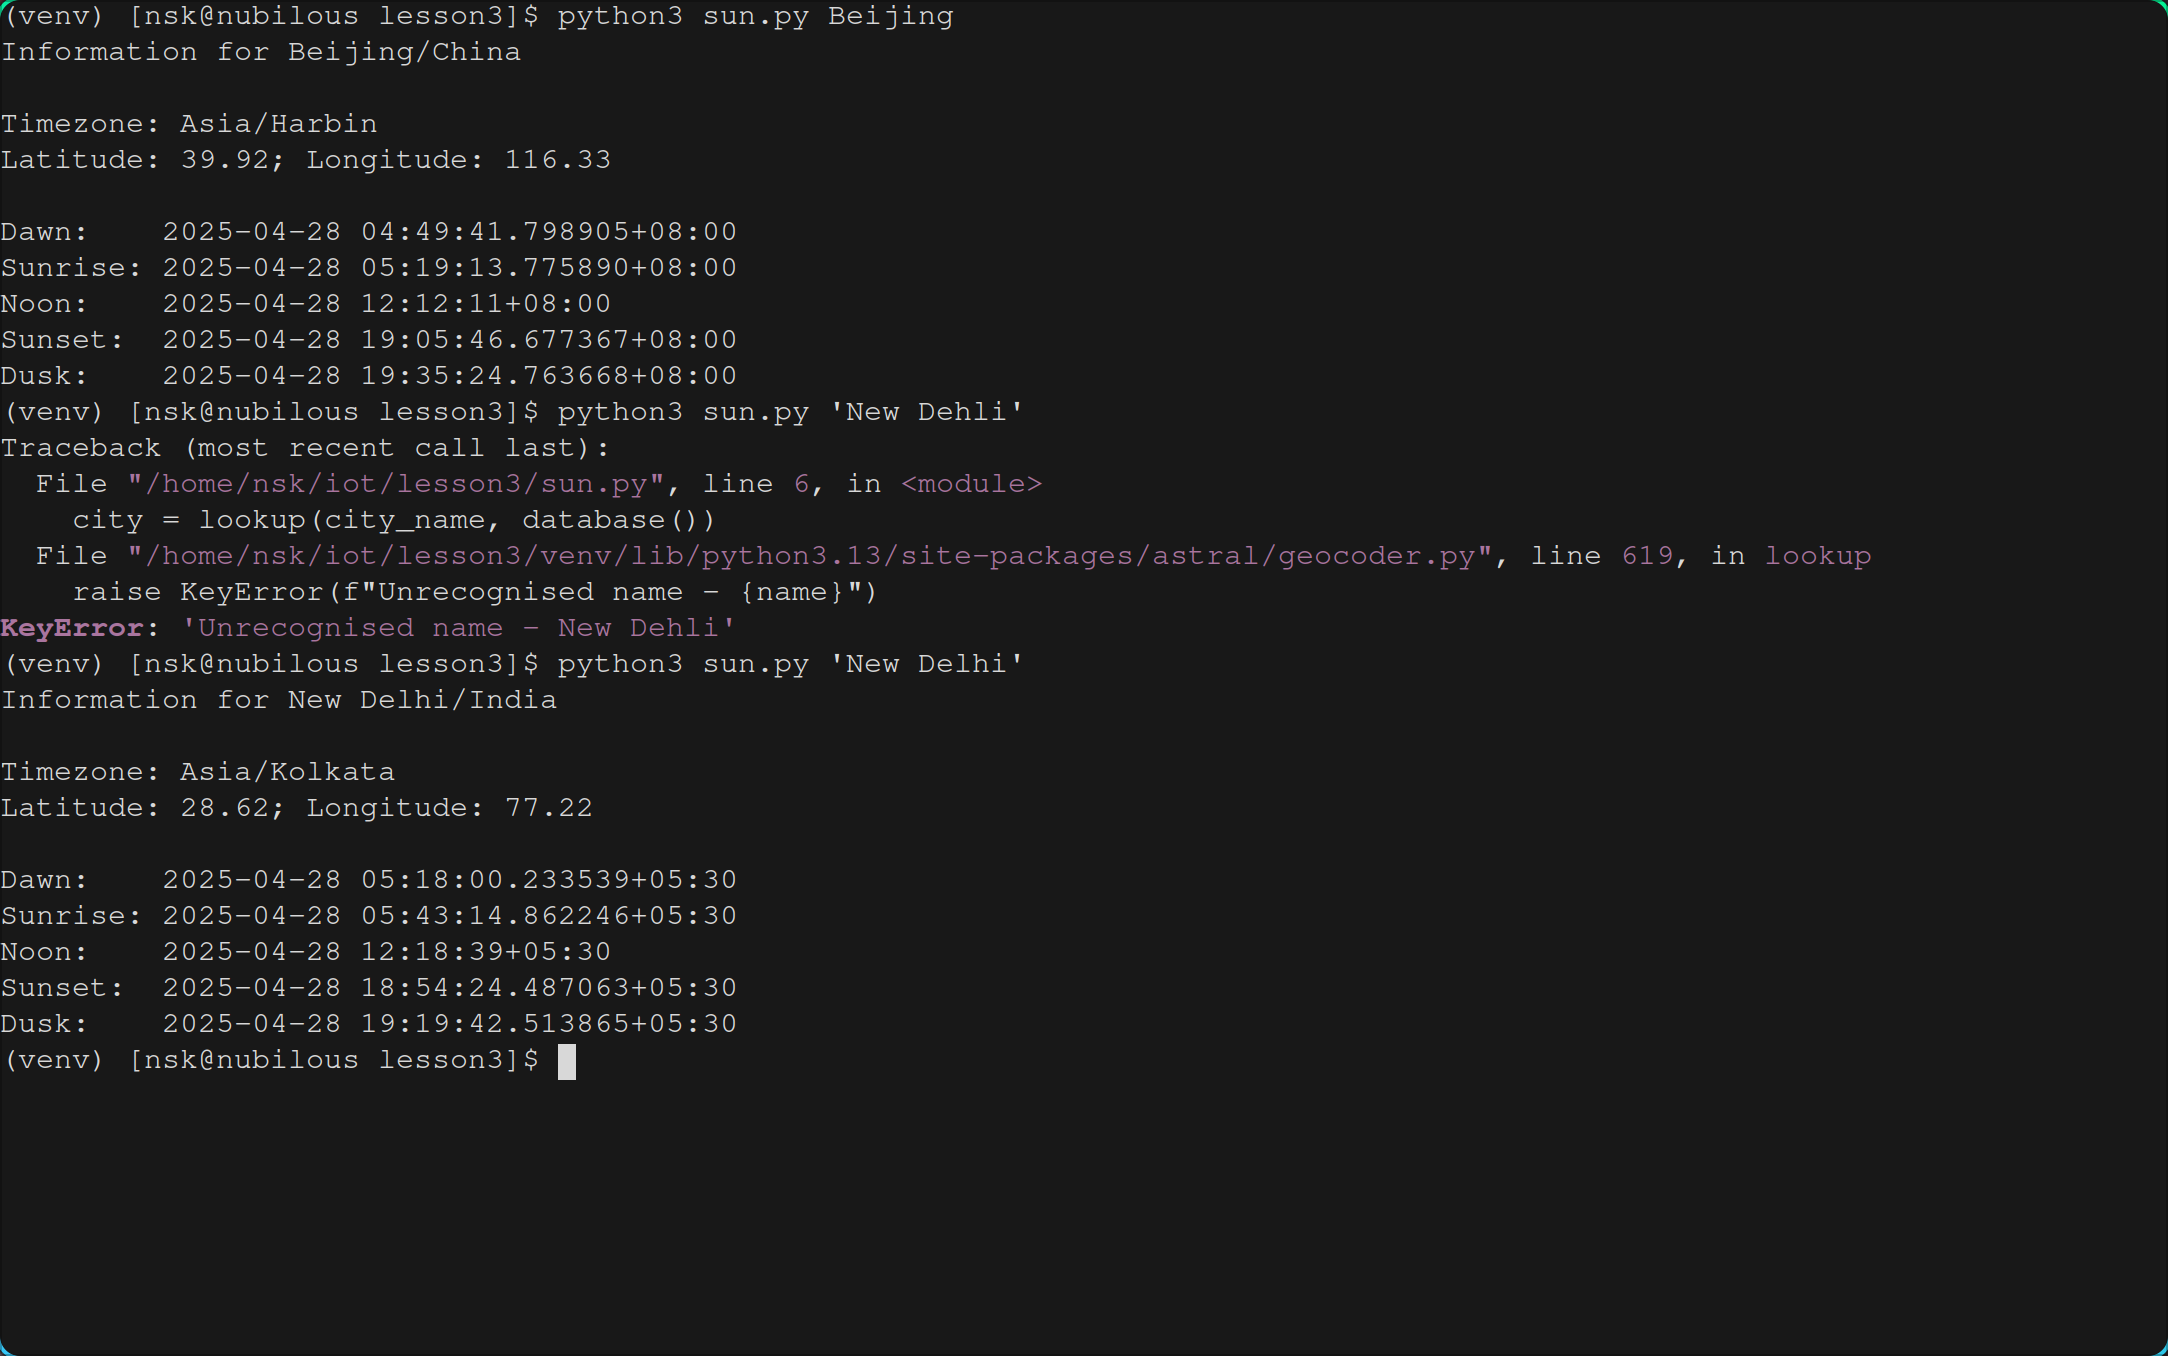 (venv) [nsk@nubilous lesson3]$ python3 sun.py Beijing
Information for Beijing/China
Timezone: Asia/Harbin
Latitude: 39.92; Longitude: 116.33
Dawn:    2025-04-28 04:49:41.798905+08:00
Sunrise: 2025-04-28 05:19:13.775890+08:00
Noon:    2025-04-28 12:12:11+08:00
Sunset:  2025-04-28 19:05:46.677367+08:00
Dusk:    2025-04-28 19:35:24.763668+08:00
(venv) [nsk@nubilous lesson3]$ python3 sun.py 'New Dehli'
Traceback (most recent call last):
  File "/home/nsk/iot/lesson3/sun.py", line 6, in <module>
    city = lookup(city_name, database())
  File "/home/nsk/iot/lesson3/venv/lib/python3.13/site-packages/astral/geocoder.py", line 619, in lookup
    raise KeyError(f"Unrecognised name - {name}")
KeyError: 'Unrecognised name - New Dehli'
(venv) [nsk@nubilous lesson3]$ python3 sun.py 'New Delhi'
Information for New Delhi/India
Timezone: Asia/Kolkata
Latitude: 28.62; Longitude: 77.22
Dawn:    2025-04-28 05:18:00.233539+05:30
Sunrise: 2025-04-28 05:43:14.862246+05:30
Noon:    2025-04-28 12:18:39+05:30
Sunset:  2025-04-28 18:54:24.487063+05:30
Dusk:    2025-04-28 19:19:42.513865+05:30
(venv) [nsk@nubilous lesson3]$